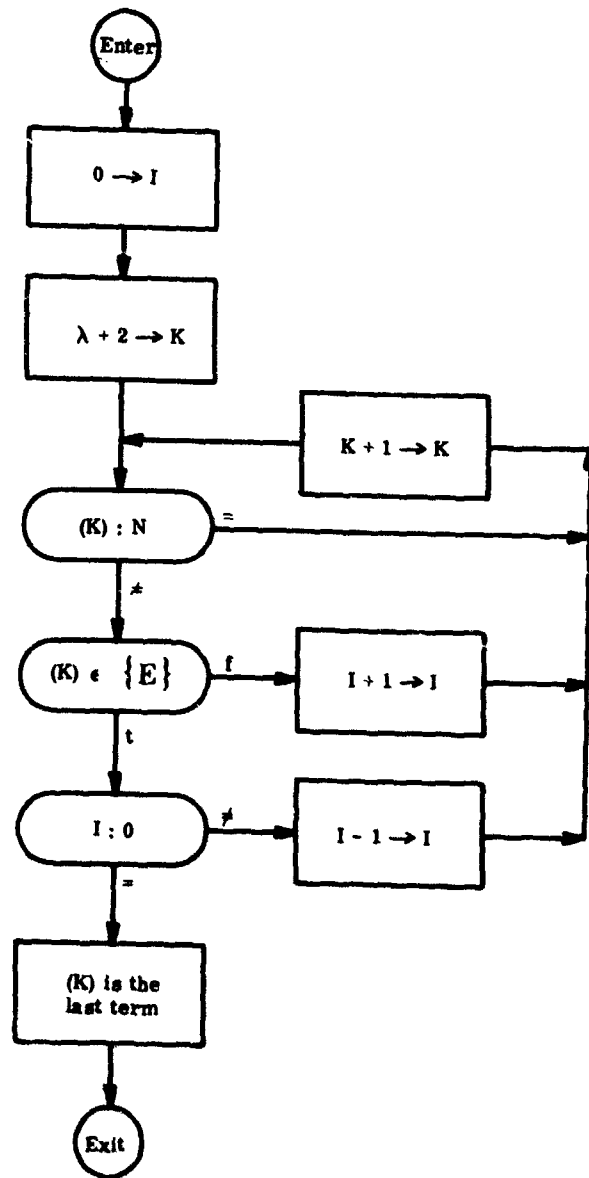 Enter
0 → I
λ + 2 → K
K + 1 → K
(K) : N
=
≠
(K) ϵ {E}
f
I + 1 → I
t
I : 0
≠
I - 1 → I
=
(K) is the
last term
Exit